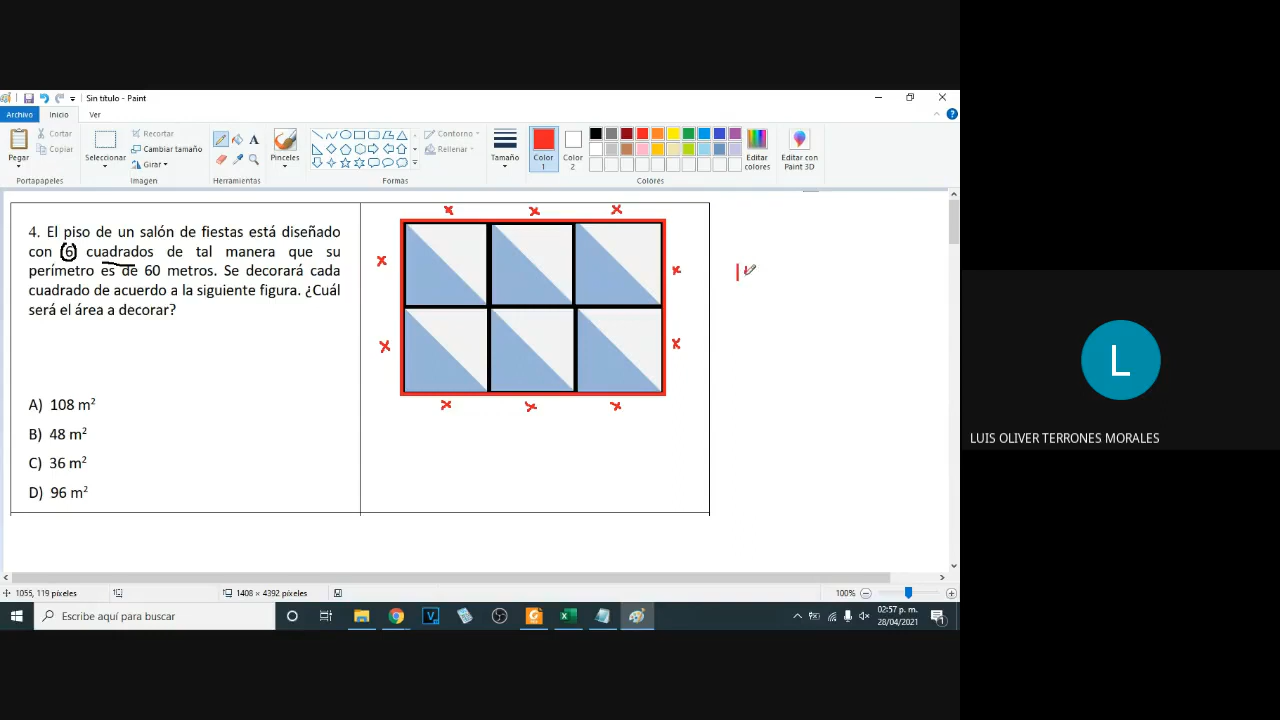 Sin título - Paint
Archivo
Inicio
Ver
Pegar
Cortar
Copiar
Portapapeles
Seleccionar
Recortar
Cambiar tamaño
Girar
Imagen
A
Herramientas
Pinceles
Formas
Contorno
Rellenar
Tamaño
Color 1
Color 2
Colores
Editar colores
Editar con Paint 3D
4. El piso de un salón de fiestas está diseñado
con 6 cuadrados de tal manera que su
perímetro es de 60 metros. Se decorará cada
cuadrado de acuerdo a la siguiente figura. ¿Cuál
será el área a decorar?
A) 108 m²
B) 48 m²
C) 36 m²
D) 96 m²
x x x
x x
x x
x x x
L
LUIS OLIVER TERRONES MORALES
1055, 119 píxeles
1408 × 4392 píxeles
100%
Escribe aquí para buscar
02:57 p. m.
28/04/2021
1